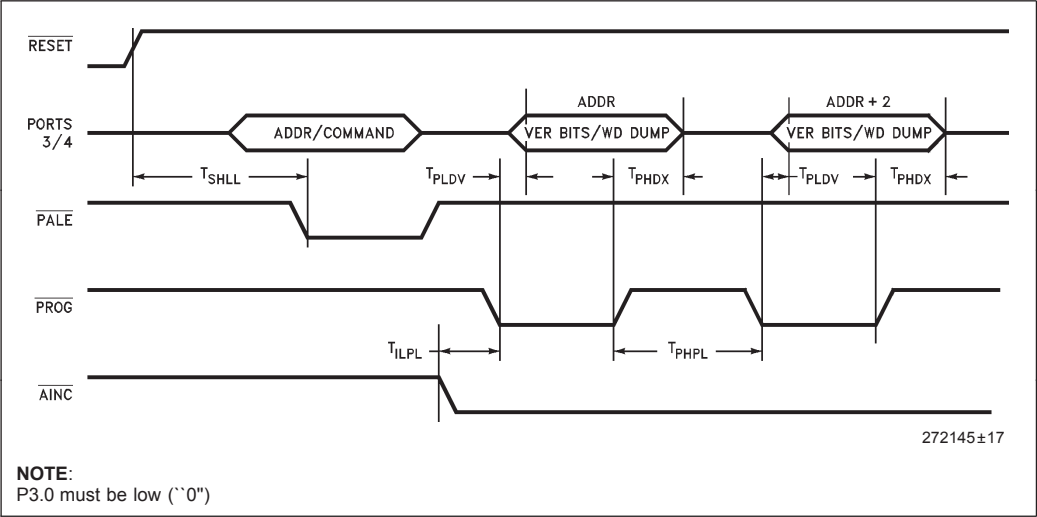 RESET
PORTS 3/4
ADDR/COMMAND
ADDR
VER BITS/WD DUMP
ADDR + 2
VER BITS/WD DUMP
TSHLL
TPLDV
TPHDX
TPLDV
TPHDX
PALE
PROG
TILPL
TPHPL
AINC
272145±17
NOTE:
P3.0 must be low (``0")